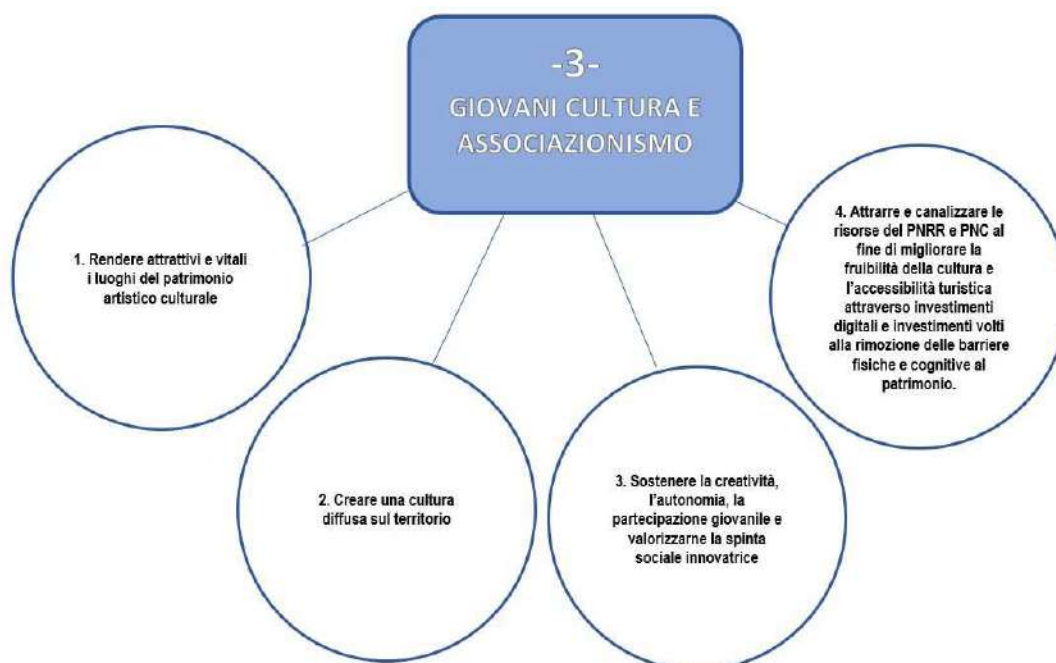 -3-
GIOVANI CULTURA E
ASSOCIAZIONISMO
1. Rendere attrattivi e vitali
i luoghi del patrimonio
artistico culturale
2. Creare una cultura
diffusa sul territorio
3. Sostenere la creatività,
l'autonomia, la
partecipazione giovanile e
valorizzarne la spinta
sociale innovatrice
4. Attrarre e canalizzare le
risorse del PNRR e PNC al
fine di migliorare la
fruibilità della cultura e
l'accessibilità turistica
attraverso investimenti
digitali e investimenti volti
alla rimozione delle barriere
fisiche e cognitive al
patrimonio.